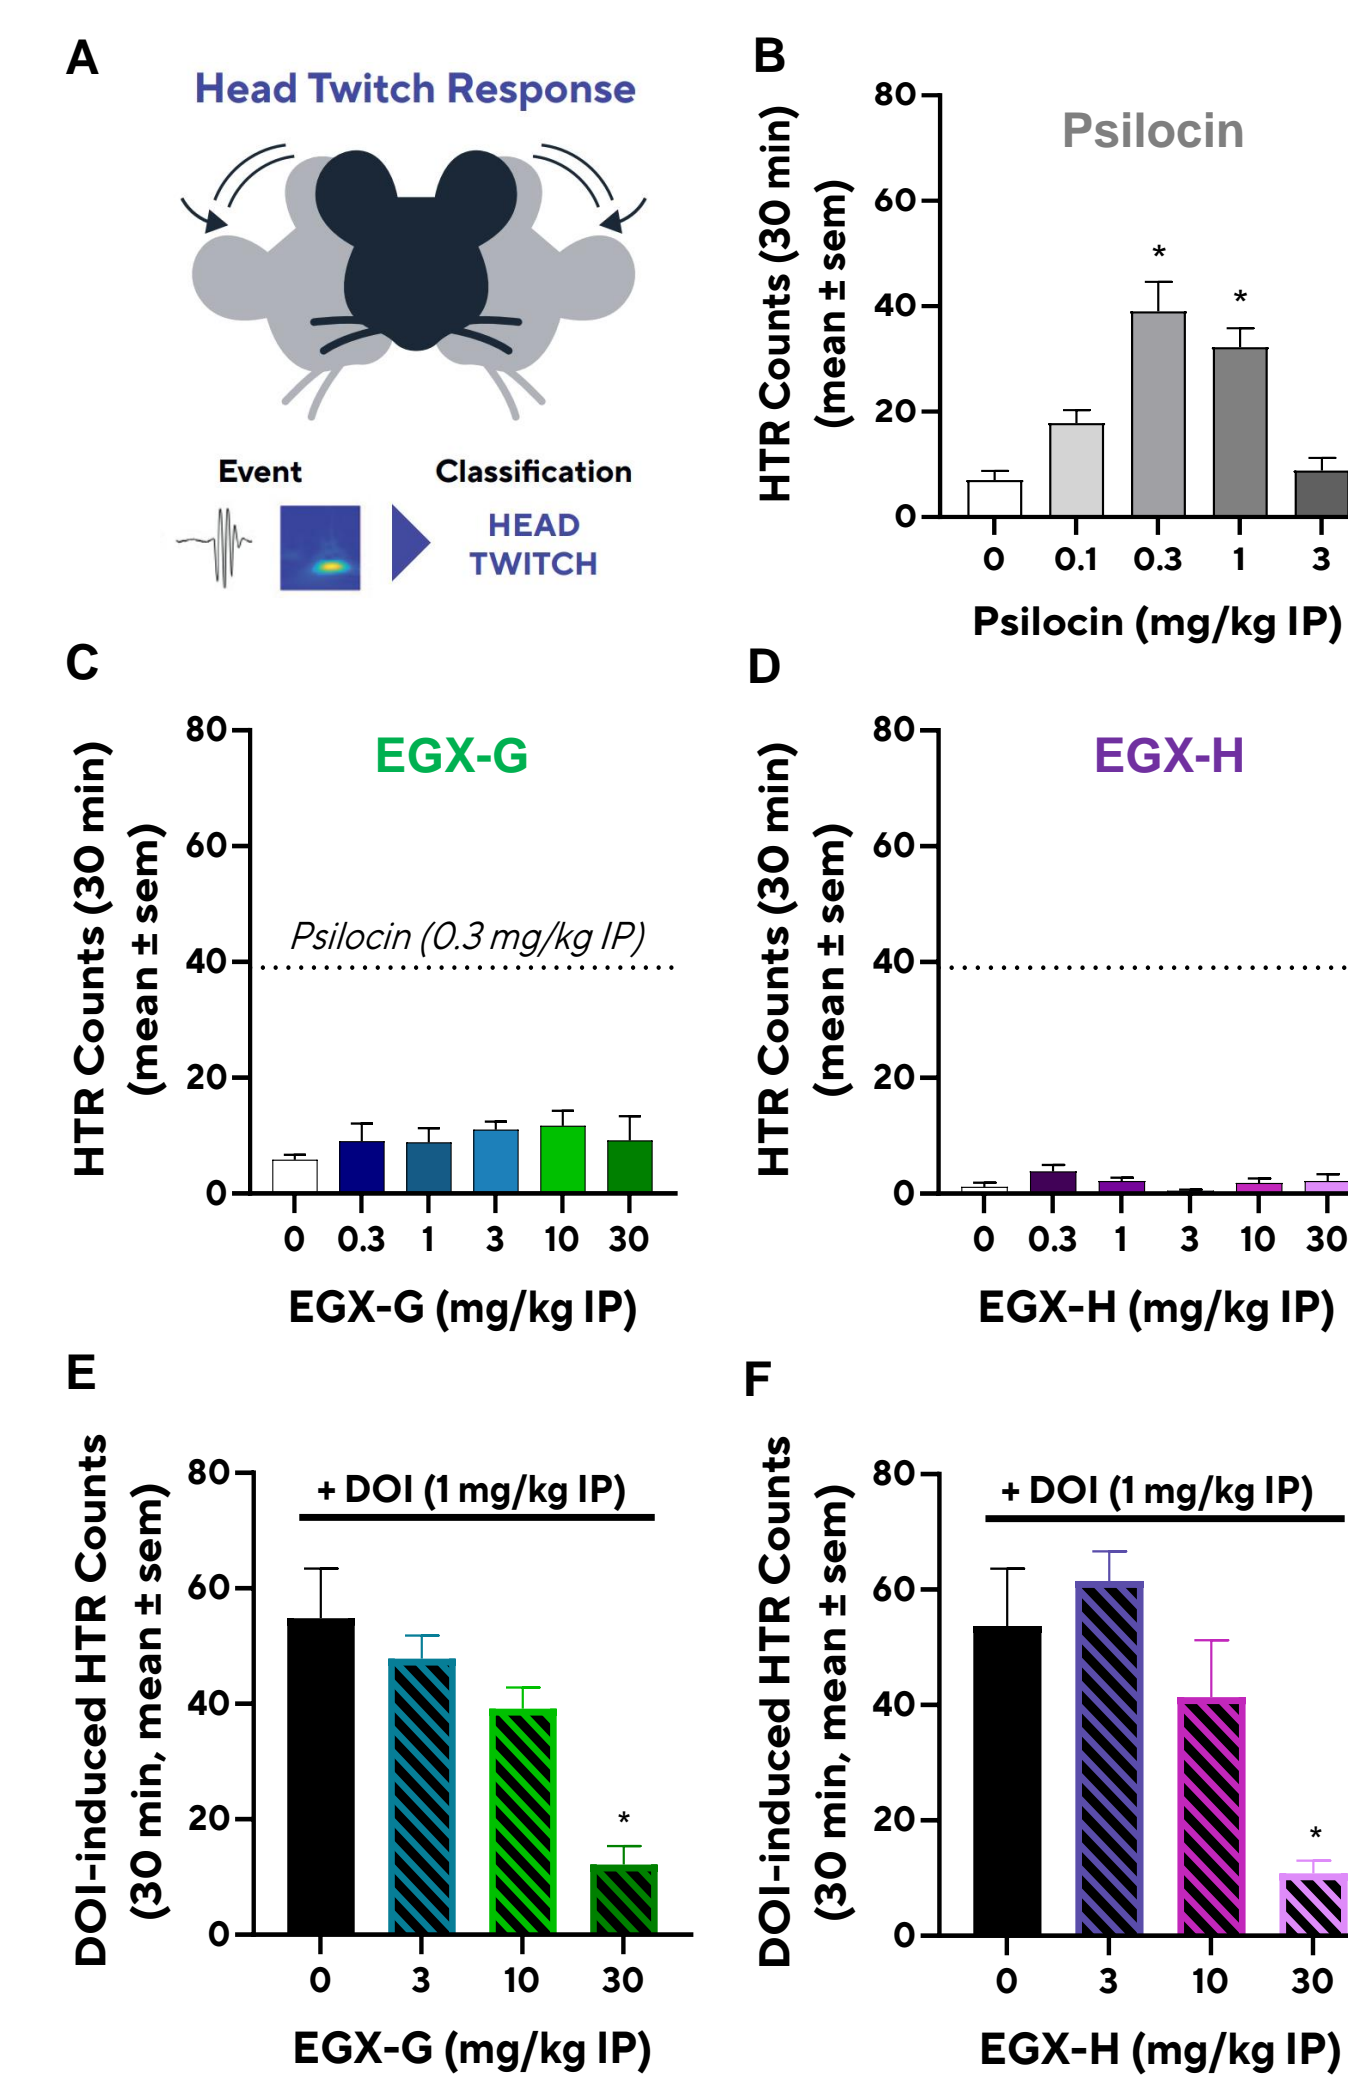 A
Head Twitch Response
Event
Classification
HEAD
TWITCH
B
HTR Counts (30 min)
(mean ± sem)
80
60
40
20
0
Psilocin
*
*
0 0.1 0.3 1 3
Psilocin (mg/kg IP)
C
HTR Counts (30 min)
(mean ± sem)
80
60
40
20
0
EGX-G
Psilocin (0.3 mg/kg IP)
0 0.3 1 3 10 30
EGX-G (mg/kg IP)
D
HTR Counts (30 min)
(mean ± sem)
80
60
40
20
0
EGX-H
0 0.3 1 3 10 30
EGX-H (mg/kg IP)
E
DOI-induced HTR Counts
(30 min, mean ± sem)
80
60
40
20
0
+ DOI (1 mg/kg IP)
*
0 3 10 30
EGX-G (mg/kg IP)
F
DOI-induced HTR Counts
(30 min, mean ± sem)
80
60
40
20
0
+ DOI (1 mg/kg IP)
*
0 3 10 30
EGX-H (mg/kg IP)